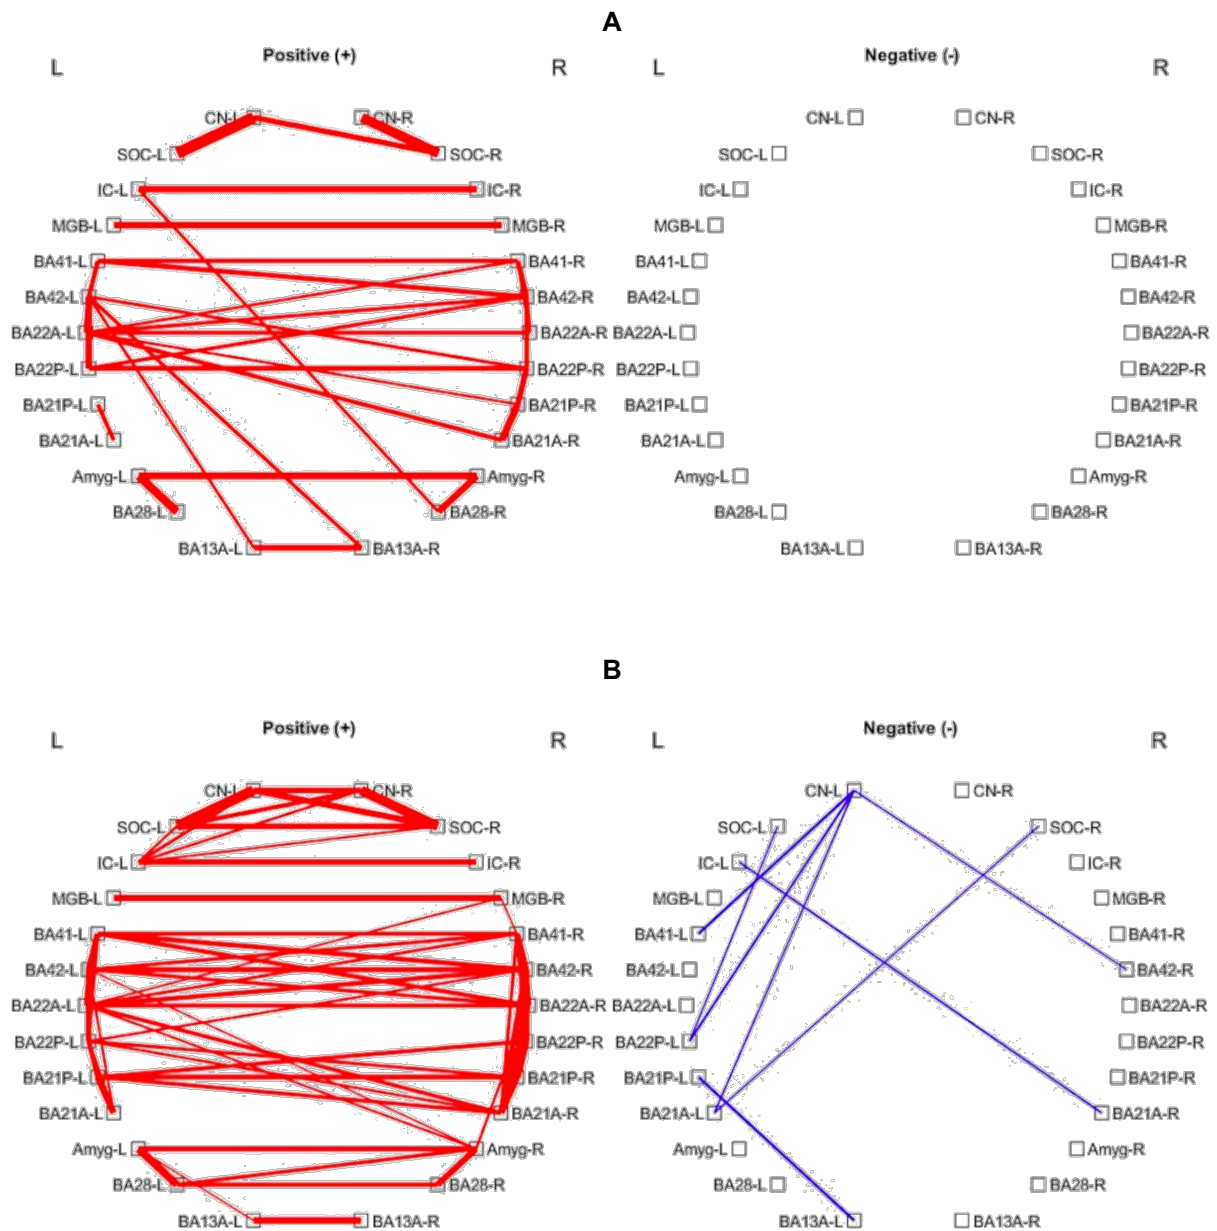 A
Positive (+)
Negative (-)
L R L R
CN-L CN-R CN-L CN-R
SOC-L SOC-R SOC-L SOC-R
IC-L IC-R IC-L IC-R
MGB-L MGB-R MGB-L MGB-R
BA41-L BA41-R BA41-L BA41-R
BA42-L BA42-R BA42-L BA42-R
BA22A-L BA22A-R BA22A-L BA22A-R
BA22P-L BA22P-R BA22P-L BA22P-R
BA21P-L BA21P-R BA21P-L BA21P-R
BA21A-L BA21A-R BA21A-L BA21A-R
Amyg-L Amyg-R Amyg-L Amyg-R
BA28-L BA28-R BA28-L BA28-R
BA13A-L BA13A-R BA13A-L BA13A-R
B
Positive (+)
Negative (-)
L R L R
CN-L CN-R CN-L CN-R
SOC-L SOC-R SOC-L SOC-R
IC-L IC-R IC-L IC-R
MGB-L MGB-R MGB-L MGB-R
BA41-L BA41-R BA41-L BA41-R
BA42-L BA42-R BA42-L BA42-R
BA22A-L BA22A-R BA22A-L BA22A-R
BA22P-L BA22P-R BA22P-L BA22P-R
BA21P-L BA21P-R BA21P-L BA21P-R
BA21A-L BA21A-R BA21A-L BA21A-R
Amyg-L Amyg-R Amyg-L Amyg-R
BA28-L BA28-R BA28-L BA28-R
BA13A-L BA13A-R BA13A-L BA13A-R